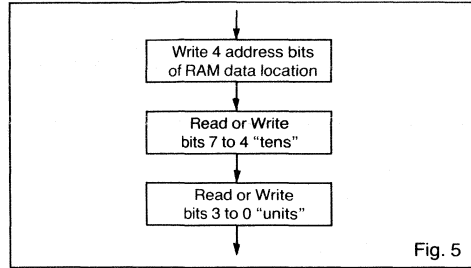 Write 4 address bits
of RAM data location
Read or Write
bits 7 to 4 “tens”
Read or Write
bits 3 to 0 “units”
Fig. 5